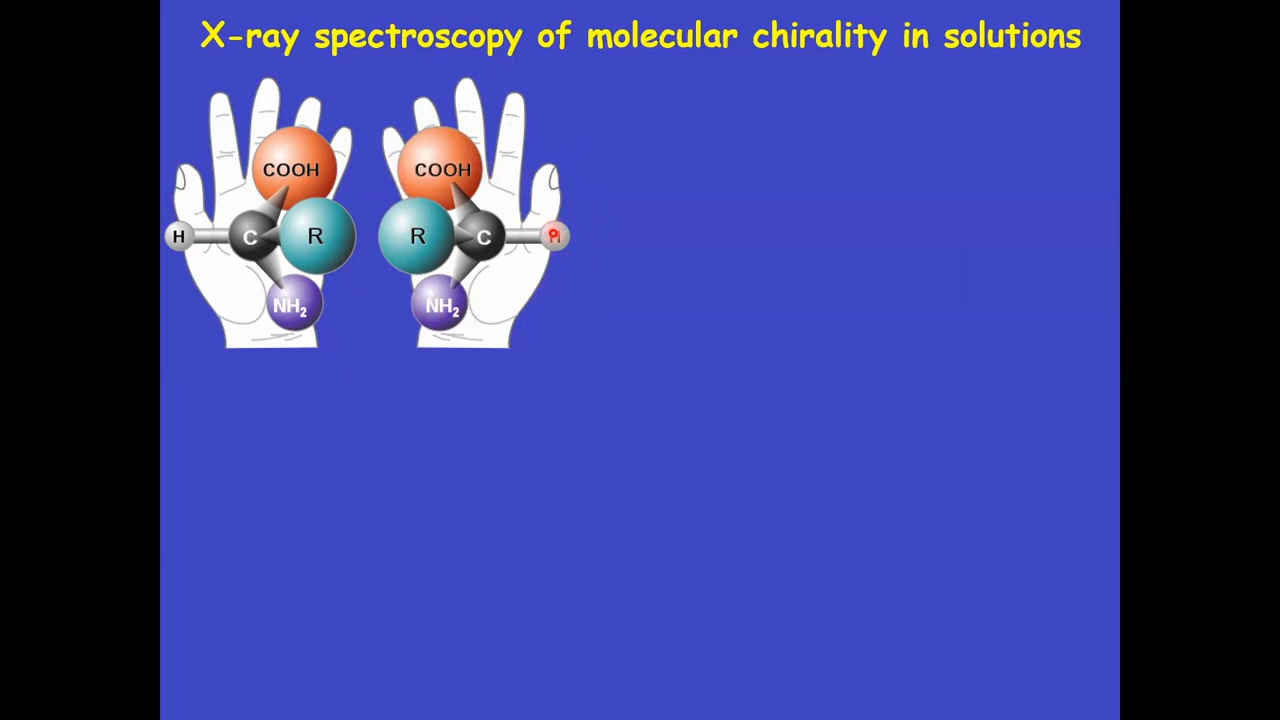 X-ray spectroscopy of molecular chirality in solutions
COOH COOH
H C R R C H
NH₂ NH₂